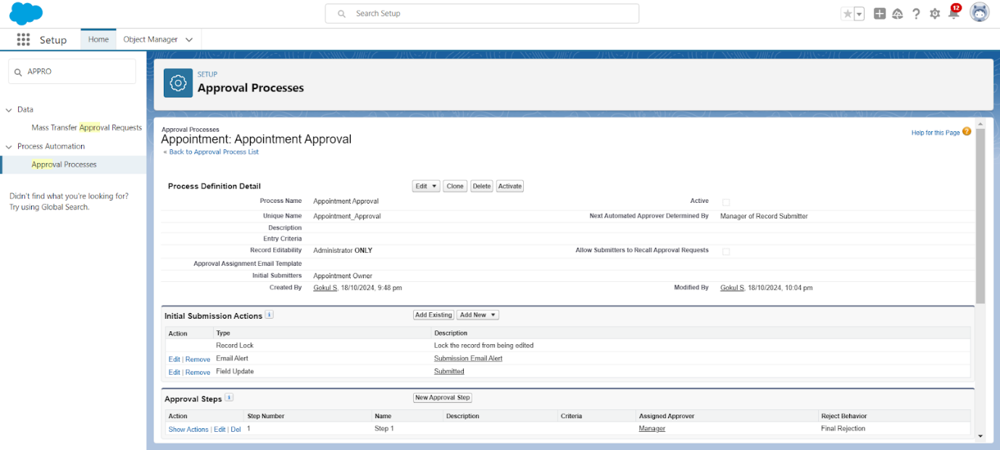 Search Setup
12
Setup
Home
Object Manager
APPRO
Data
Mass Transfer Approval Requests
Process Automation
Approval Processes
Didn't find what you're looking for?
Try using Global Search.
SETUP
Approval Processes
Approval Processes
Appointment: Appointment Approval
« Back to Approval Process List
Help for this Page ?
Process Definition Detail Edit Clone Delete Activate
Process Name Appointment Approval Active
Unique Name Appointment_Approval Next Automated Approver Determined By Manager of Record Submitter
Description
Entry Criteria
Record Editability Administrator ONLY Allow Submitters to Recall Approval Requests
Approval Assignment Email Template
Initial Submitters Appointment Owner
Created By Gokul S, 18/10/2024, 9:48 pm Modified By Gokul S, 18/10/2024, 10:04 pm
Initial Submission Actions i Add Existing Add New
Action Type Description
Record Lock Lock the record from being edited
Edit | Remove Email Alert Submission Email Alert
Edit | Remove Field Update Submitted
Approval Steps i New Approval Step
Action Step Number Name Description Criteria Assigned Approver Reject Behavior
Show Actions | Edit | Del 1 Step 1 Manager Final Rejection